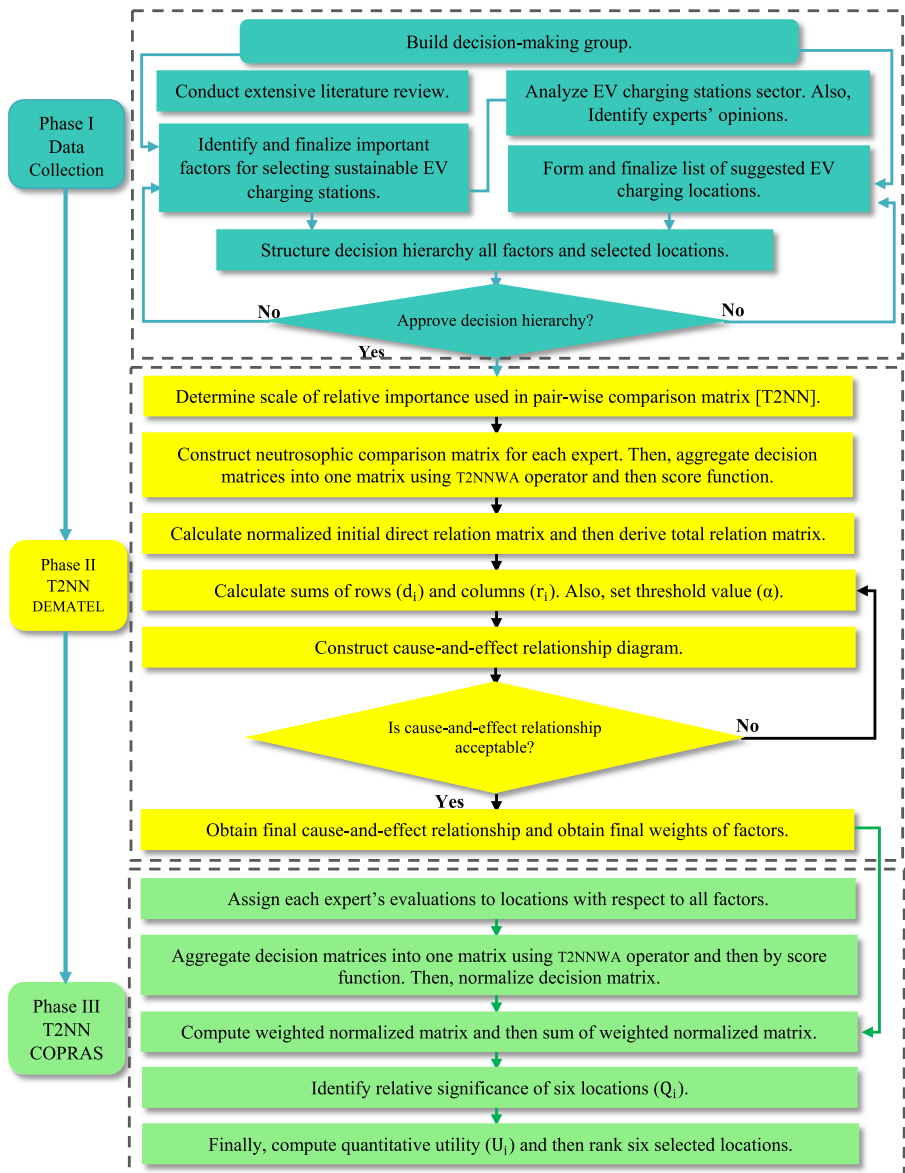 Build decision-making group.
Conduct extensive literature review.
Analyze EV charging stations sector. Also,
Identify experts' opinions.
Phase I
Data
Collection
Identify and finalize important
factors for selecting sustainable EV
charging stations.
Form and finalize list of suggested EV
charging locations.
Structure decision hierarchy all factors and selected locations.
No
No
Approve decision hierarchy?
Yes
Determine scale of relative importance used in pair-wise comparison matrix [T2NN].
Construct neutrosophic comparison matrix for each expert. Then, aggregate decision
matrices into one matrix using T2NNWA operator and then score function.
Calculate normalized initial direct relation matrix and then derive total relation matrix.
Phase II
T2NN
DEMATEL
Calculate sums of rows (dᵢ) and columns (rᵢ). Also, set threshold value (α).
Construct cause-and-effect relationship diagram.
Is cause-and-effect relationship
acceptable?
No
Yes
Obtain final cause-and-effect relationship and obtain final weights of factors.
Assign each expert's evaluations to locations with respect to all factors.
Aggregate decision matrices into one matrix using T2NNWA operator and then by score
function. Then, normalize decision matrix.
Phase III
T2NN
COPRAS
Compute weighted normalized matrix and then sum of weighted normalized matrix.
Identify relative significance of six locations (Qᵢ).
Finally, compute quantitative utility (Uᵢ) and then rank six selected locations.